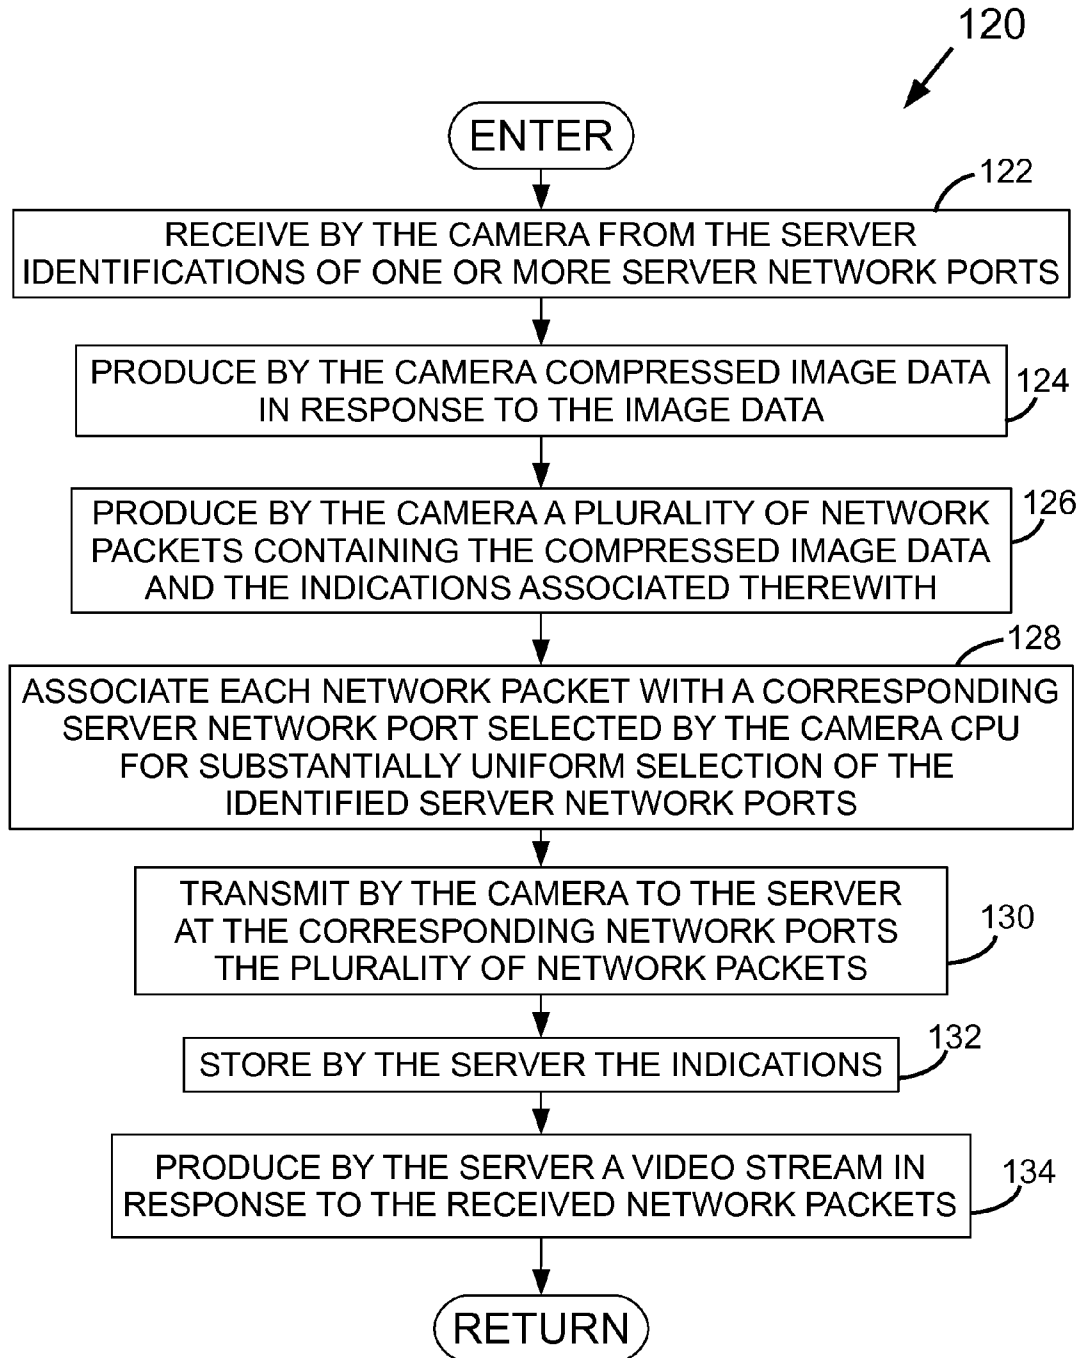 120
ENTER
122
RECEIVE BY THE CAMERA FROM THE SERVER
IDENTIFICATIONS OF ONE OR MORE SERVER NETWORK PORTS
PRODUCE BY THE CAMERA COMPRESSED IMAGE DATA
IN RESPONSE TO THE IMAGE DATA
124
PRODUCE BY THE CAMERA A PLURALITY OF NETWORK
PACKETS CONTAINING THE COMPRESSED IMAGE DATA
AND THE INDICATIONS ASSOCIATED THEREWITH
126
128
ASSOCIATE EACH NETWORK PACKET WITH A CORRESPONDING
SERVER NETWORK PORT SELECTED BY THE CAMERA CPU
FOR SUBSTANTIALLY UNIFORM SELECTION OF THE
IDENTIFIED SERVER NETWORK PORTS
TRANSMIT BY THE CAMERA TO THE SERVER
AT THE CORRESPONDING NETWORK PORTS
THE PLURALITY OF NETWORK PACKETS
130
STORE BY THE SERVER THE INDICATIONS
132
PRODUCE BY THE SERVER A VIDEO STREAM IN
RESPONSE TO THE RECEIVED NETWORK PACKETS
134
RETURN